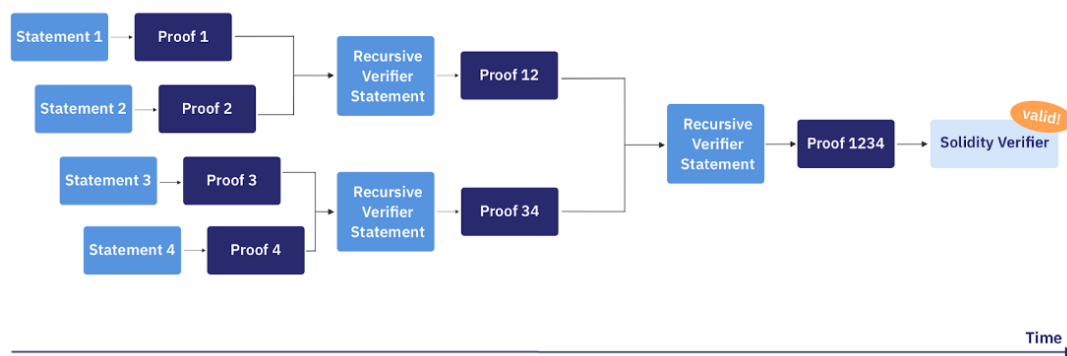 Statement 1
Proof 1
Statement 2
Proof 2
Recursive
Verifier
Statement
Proof 12
Statement 3
Proof 3
Statement 4
Proof 4
Recursive
Verifier
Statement
Proof 34
Recursive
Verifier
Statement
Proof 1234
Solidity Verifier
valid!
Time